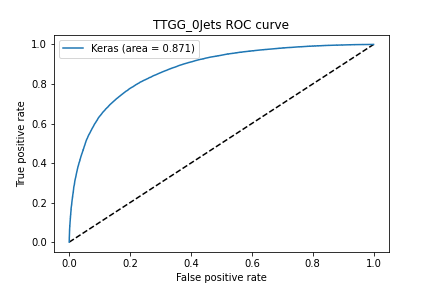 TTGG_0Jets ROC curve
Keras (area = 0.871)
True positive rate
1.0
0.8
0.6
0.4
0.2
0.0
0.0 0.2 0.4 0.6 0.8 1.0
False positive rate